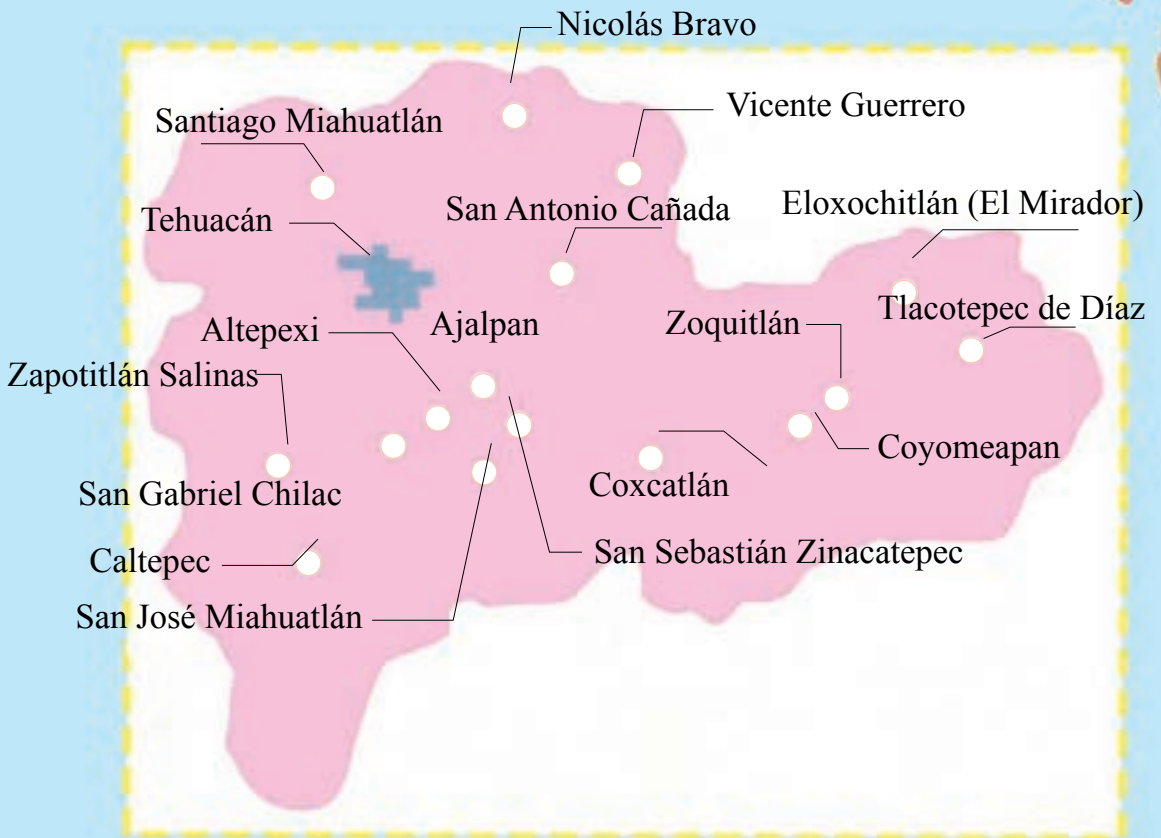 Nicolás Bravo
Vicente Guerrero
Santiago Miahuatlán
Eloxochitlán (El Mirador)
San Antonio Cañada
Tehuacán
Tlacotepec de Díaz
Altepexi
Ajalpan
Zoquitlán
Zapotitlán Salinas
Coyomeapan
San Gabriel Chilac
Coxcatlán
Caltepec
San Sebastián Zinacatepec
San José Miahuatlán